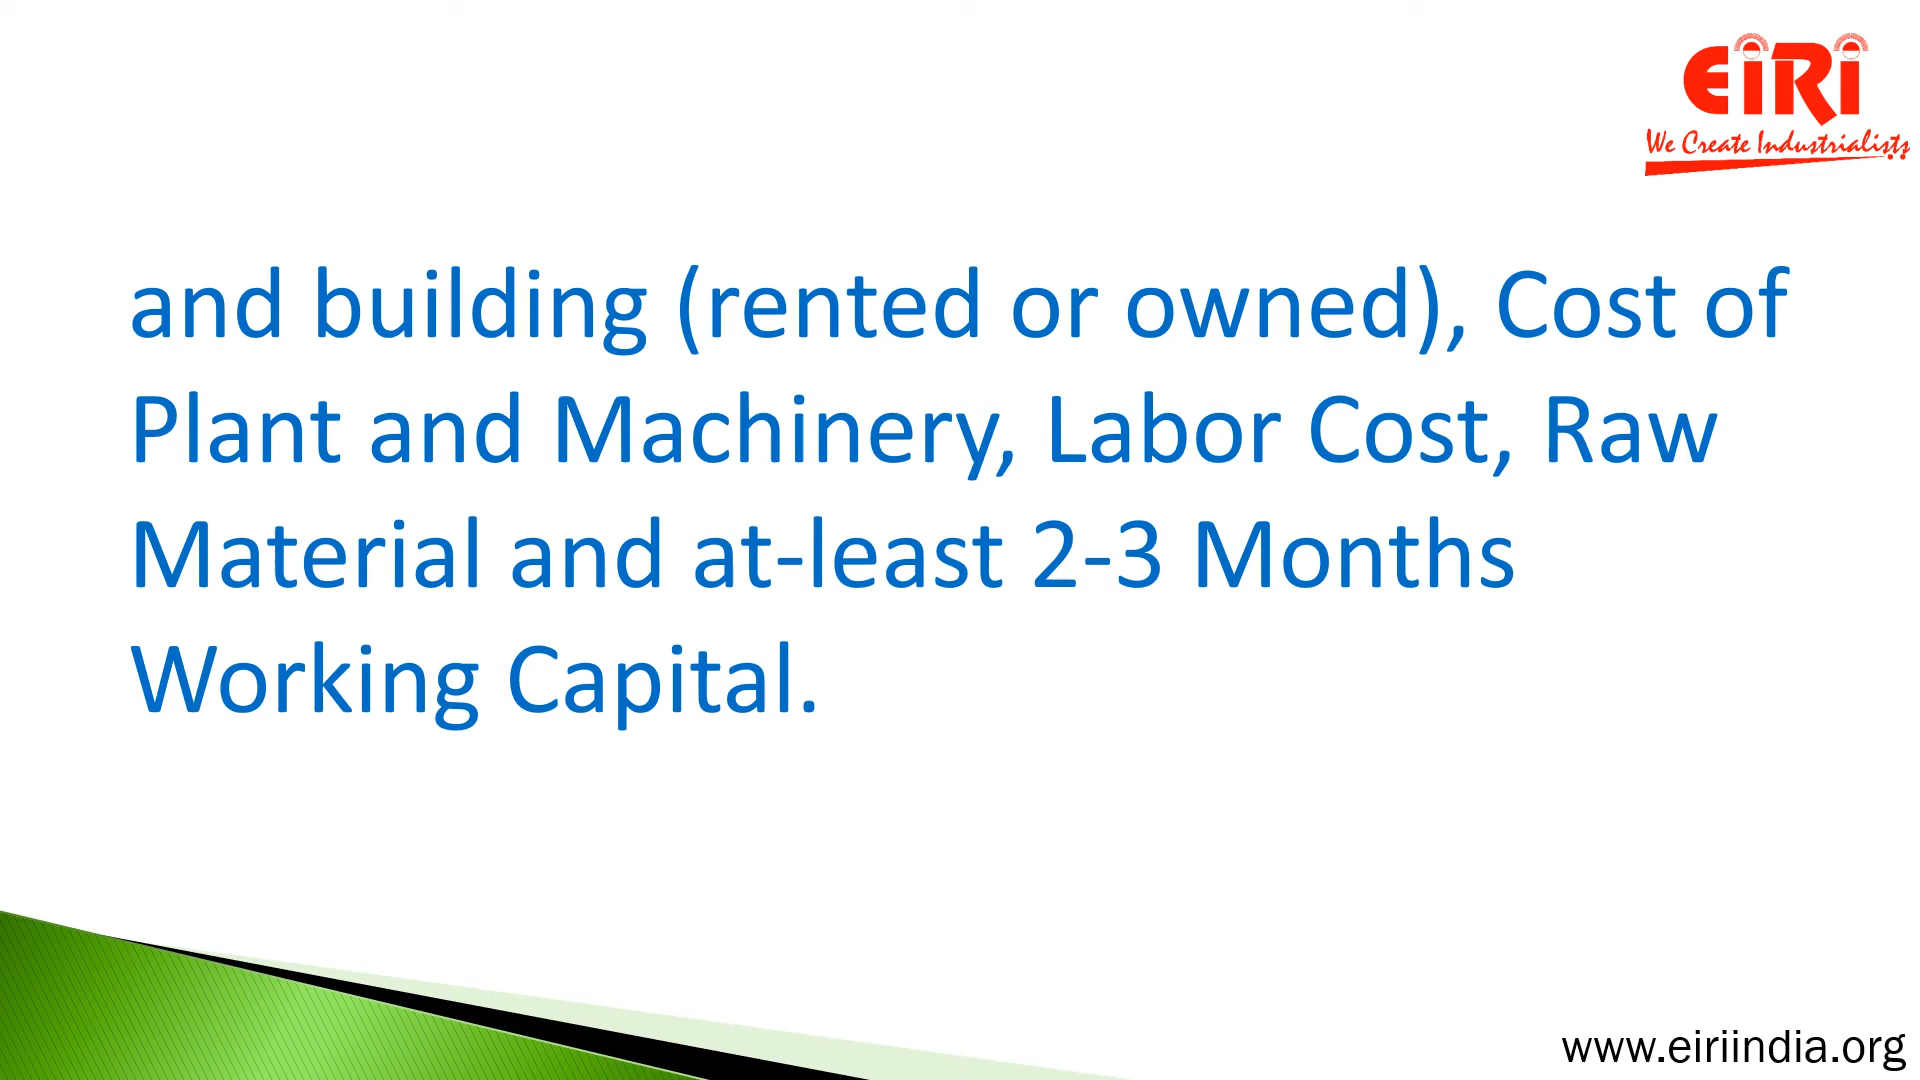 EiRi
We Create Industrialists
and building (rented or owned), Cost of
Plant and Machinery, Labor Cost, Raw
Material and at-least 2-3 Months
Working Capital.
www.eiriindia.org